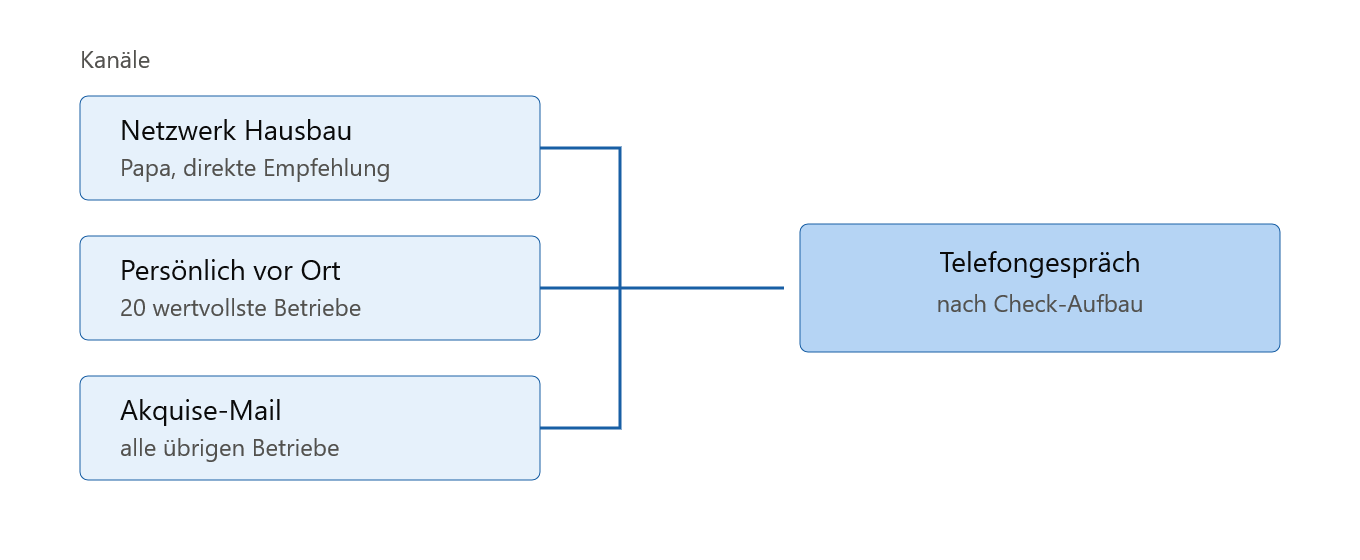 Kanäle
Netzwerk Hausbau
Papa, direkte Empfehlung
Persönlich vor Ort
20 wertvollste Betriebe
Akquise-Mail
alle übrigen Betriebe
Telefongespräch
nach Check-Aufbau